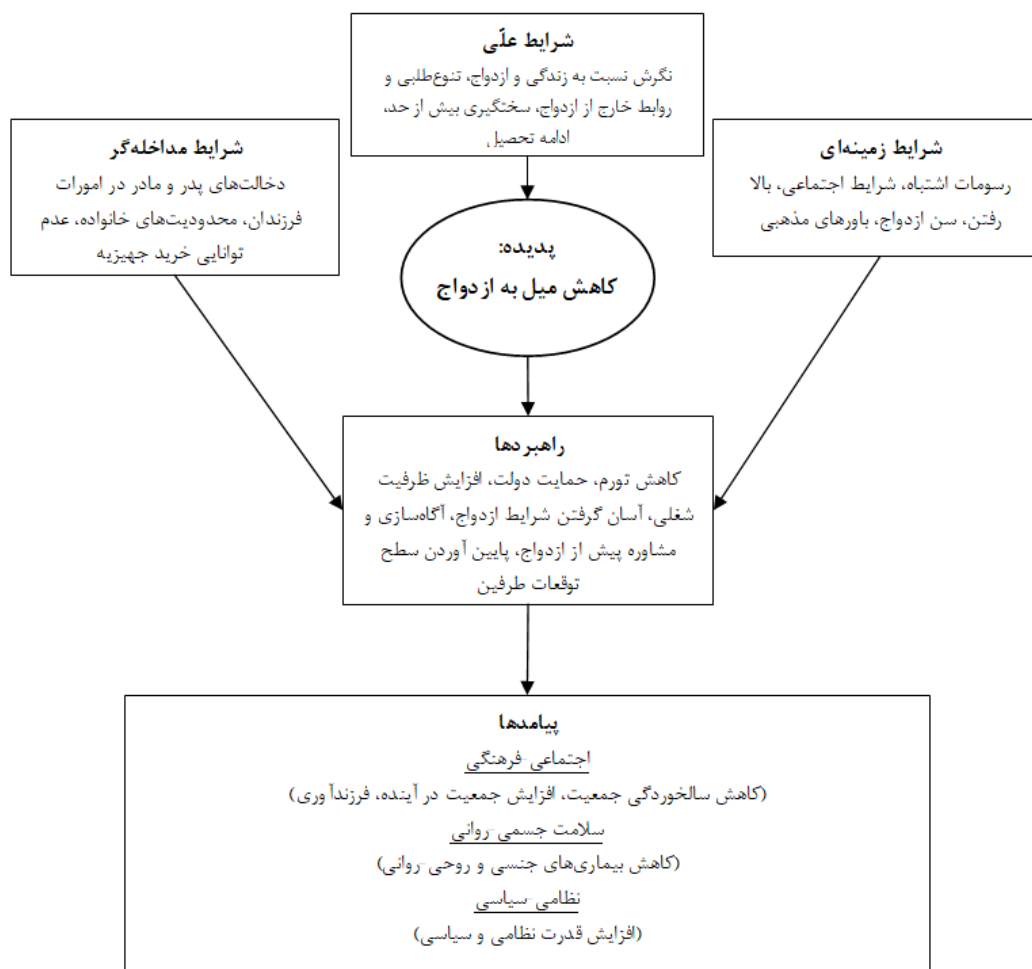 شرایط علّی
نگرش نسبت به زندگی و ازدواج، تنوع‌طلبی و
روابط خارج از ازدواج، سختگیری بیش از حد،
ادامه تحصیل
شرایط زمینه‌ای
رسومات اشتباه، شرایط اجتماعی، بالا
رفتن، سن ازدواج، باورهای مذهبی
شرایط مداخله‌گر
دخالت‌های پدر و مادر در امورات
فرزندان، محدودیت‌های خانواده، عدم
توانایی خرید جهیزیه
پدیده:
کاهش میل به ازدواج
راهبردها
کاهش تورم، حمایت دولت، افزایش ظرفیت
شغلی، آسان گرفتن شرایط ازدواج، آگاه‌سازی و
مشاوره پیش از ازدواج، پایین آوردن سطح
توقعات طرفین
پیامدها
اجتماعی-فرهنگی
(کاهش سالخوردگی جمعیت، افزایش جمعیت در آینده، فرزندآوری)
سلامت جسمی-روانی
(کاهش بیماری‌های جنسی و روحی-روانی)
نظامی-سیاسی
(افزایش قدرت نظامی و سیاسی)